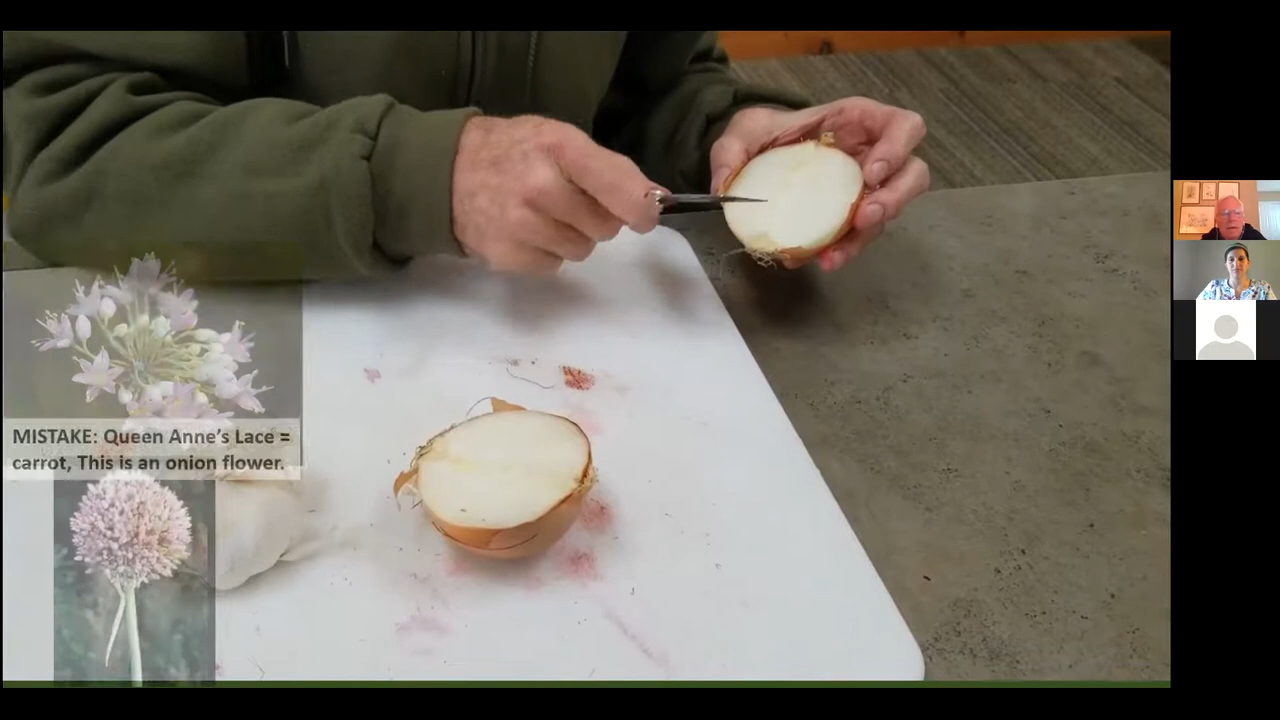 MISTAKE: Queen Anne’s Lace =
carrot, This is an onion flower.